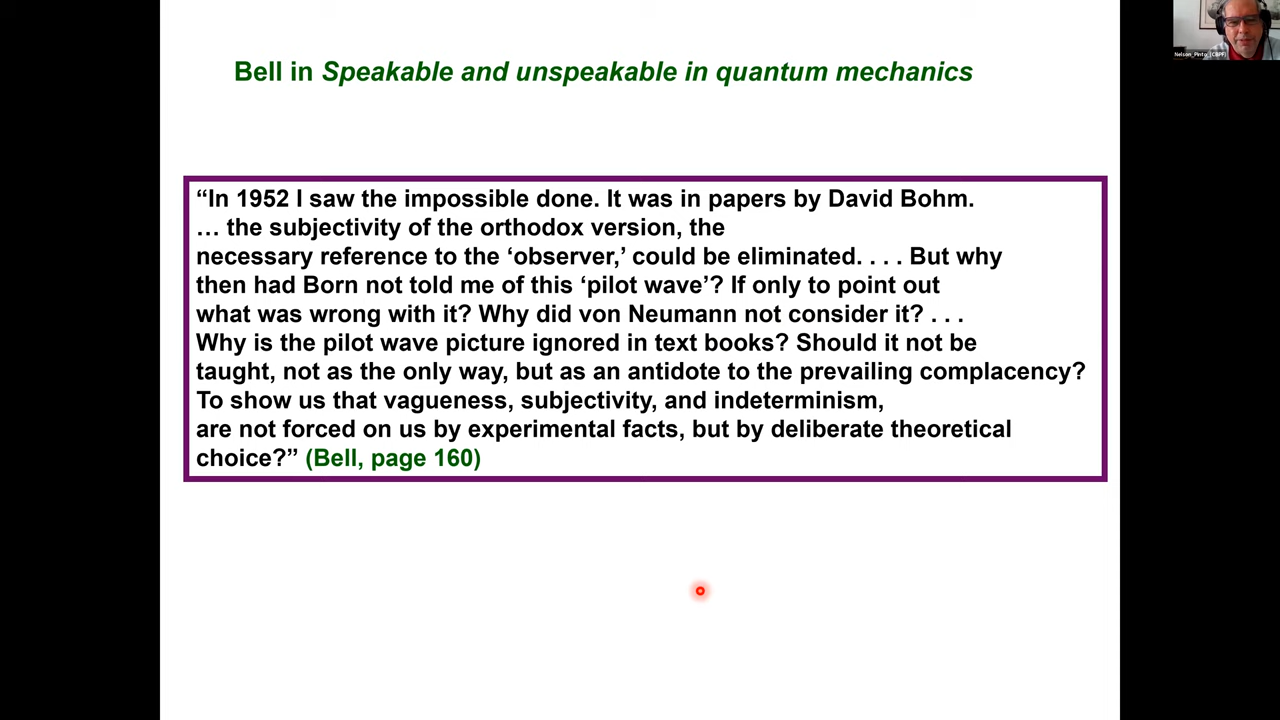 Bell in Speakable and unspeakable in quantum mechanics
“In 1952 I saw the impossible done. It was in papers by David Bohm.
… the subjectivity of the orthodox version, the
necessary reference to the ‘observer,’ could be eliminated. . . . But why
then had Born not told me of this ‘pilot wave’? If only to point out
what was wrong with it? Why did von Neumann not consider it? . . .
Why is the pilot wave picture ignored in text books? Should it not be
taught, not as the only way, but as an antidote to the prevailing complacency?
To show us that vagueness, subjectivity, and indeterminism,
are not forced on us by experimental facts, but by deliberate theoretical
choice?” (Bell, page 160)
Nelson_Pinto_(CBPF)